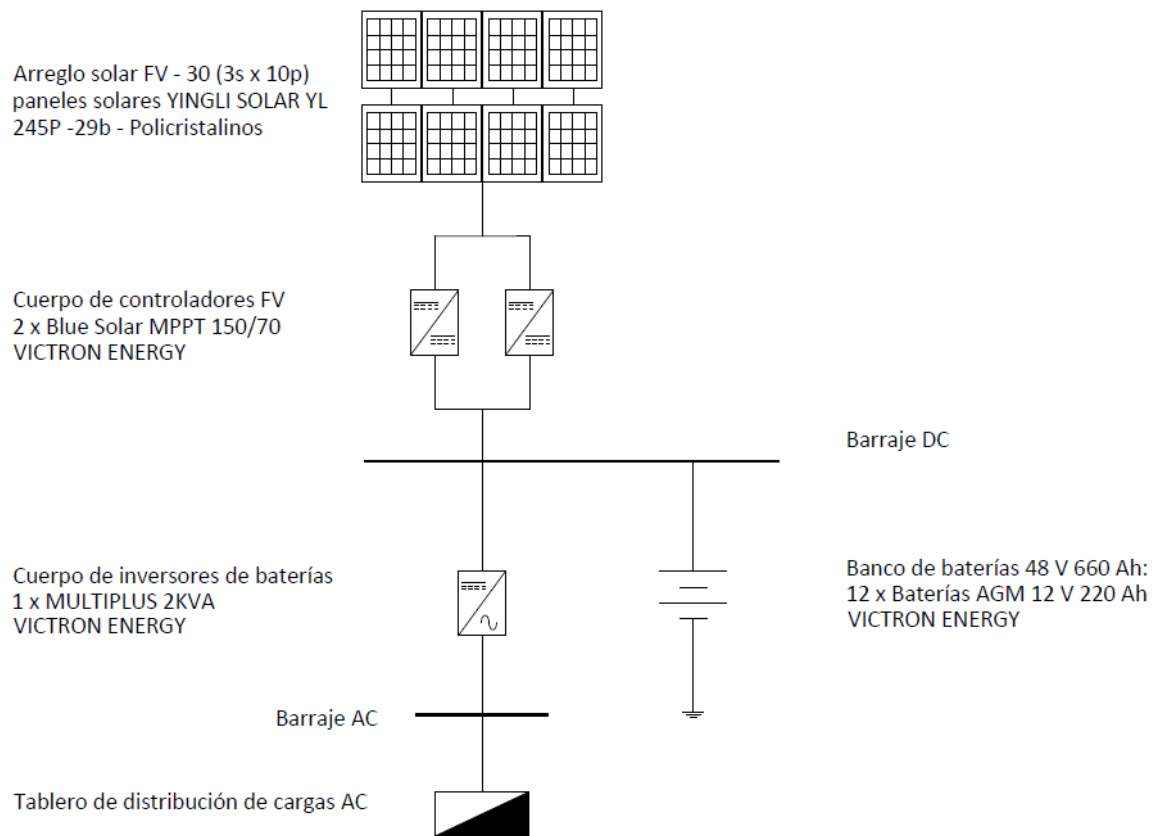 Arreglo solar FV - 30 (3s x 10p)
paneles solares YINGLI SOLAR YL
245P -29b - Policristalinos
Cuerpo de controladores FV
2 x Blue Solar MPPT 150/70
VICTRON ENERGY
Barraje DC
Cuerpo de inversores de baterías
1 x MULTIPLUS 2KVA
VICTRON ENERGY
Banco de baterías 48 V 660 Ah:
12 x Baterías AGM 12 V 220 Ah
VICTRON ENERGY
Barraje AC
Tablero de distribución de cargas AC